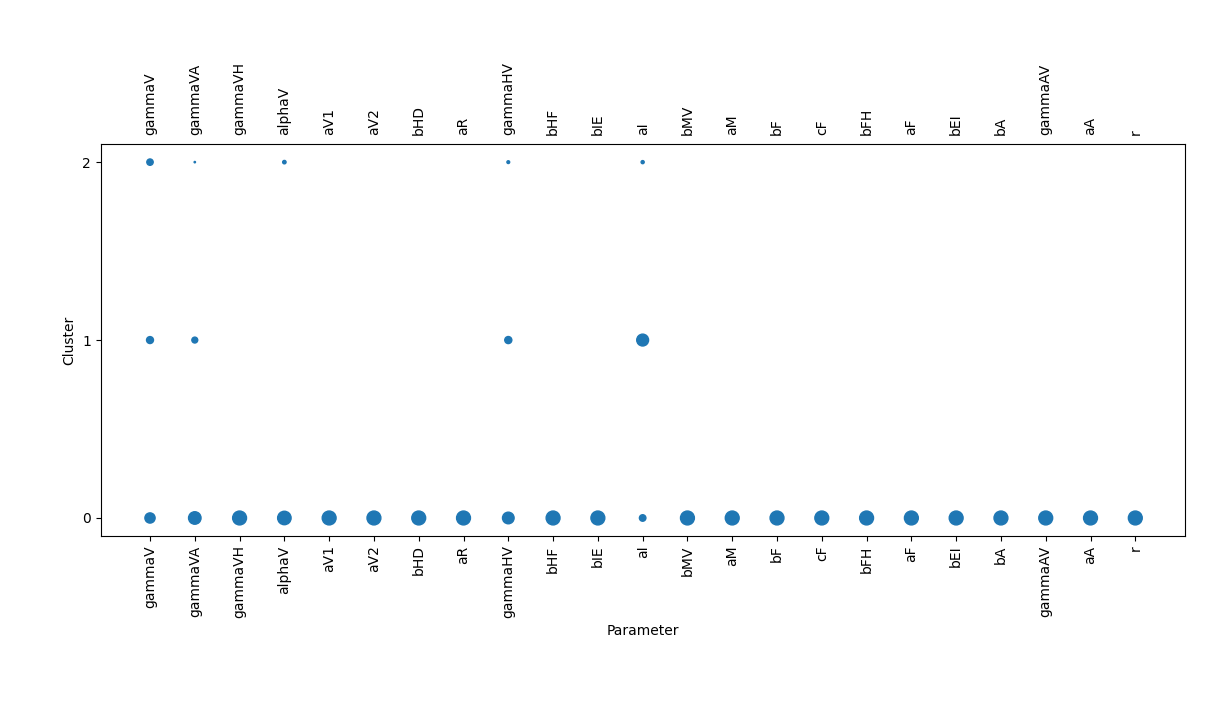 gammaV gammaVA gammaVH alphaV aV1 aV2 bHD aR gammaHV bHF bIE aI bMV aM bF cF bFH aF bEI bA gammaAV aA r
2
Cluster
1
0
gammaV gammaVA gammaVH alphaV aV1 aV2 bHD aR gammaHV bHF bIE aI bMV aM bF cF bFH aF bEI bA gammaAV aA r
Parameter